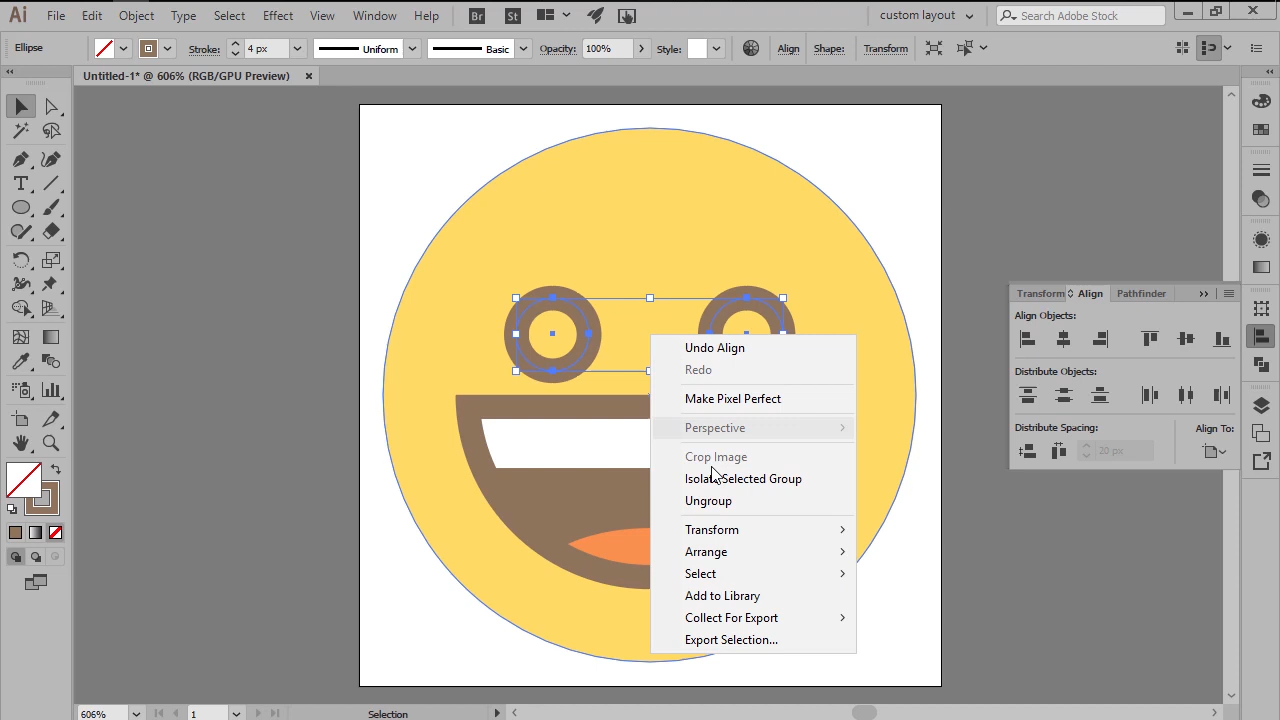 Ai File Edit Object Type Select Effect View Window Help Br St custom layout Search Adobe Stock
Ellipse Stroke: 4 px Uniform Basic Opacity: 100% Style: Align Shape: Transform
Untitled-1* @ 606% (RGB/GPU Preview) ×
Transform Align Pathfinder
Align Objects:
Distribute Objects:
Distribute Spacing: Align To:
20 px
Undo Align
Redo
Make Pixel Perfect
Perspective
Crop Image
Isolate Selected Group
Ungroup
Transform
Arrange
Select
Add to Library
Collect For Export
Export Selection...
606% 1 Selection